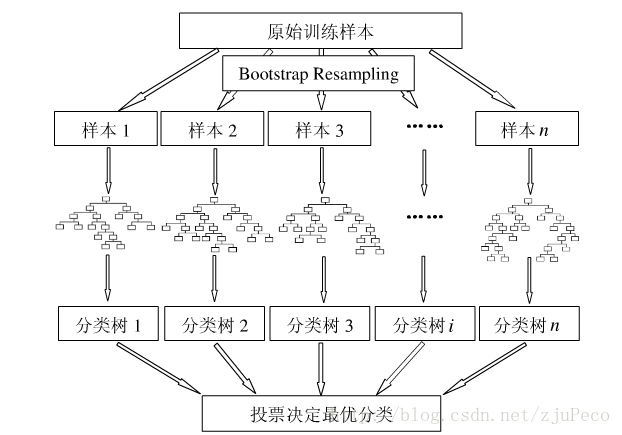 原始训练样本
Bootstrap Resampling
样本 1
样本 2
样本 3
……
样本 n
……
分类树 1
分类树 2
分类树 3
分类树 i
分类树 n
投票决定最优分类
https://blog.csdn.net/zjuPeco